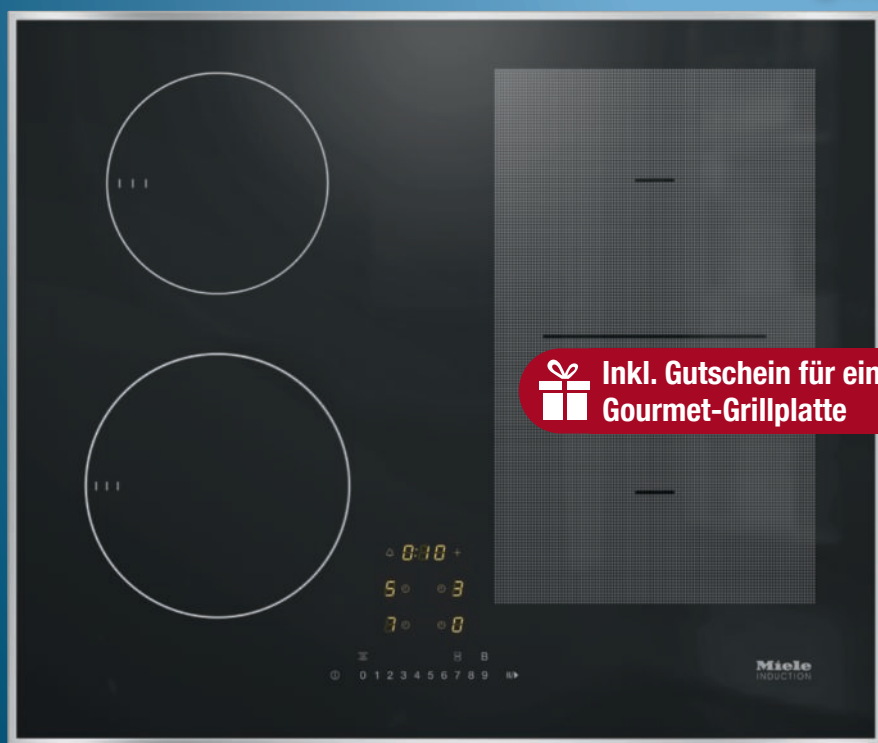 Inkl. Gutschein für ein
Gourmet-Grillplatte
0:10 +
5 3
7 0
B
0 1 2 3 4 5 6 7 8 9
Miele
INDUCTION